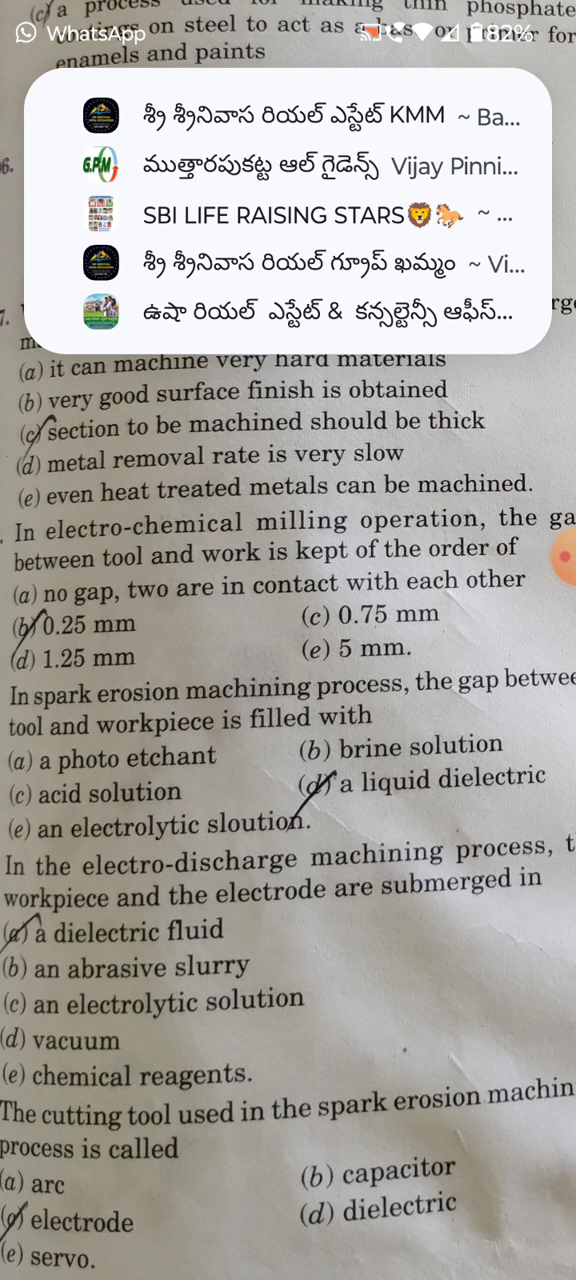 (c) a process used for making thin phosphate
coatings on steel to act as a base or primer for
WhatsApp
82%
enamels and paints
శ్రీ శ్రీనివాస రియల్ ఎస్టేట్ KMM ~ Ba...
6.
G.P.M ముత్తారపుకట్ట ఆల్ గైడెన్స్ Vijay Pinni...
SBI LIFE RAISING STARS🦁🐎 ~ ...
శ్రీ శ్రీనివాస రియల్ గ్రూప్ ఖమ్మం ~ Vi...
7.
ఉషా రియల్ ఎస్టేట్ & కన్సల్టెన్సీ ఆఫీస్...
(a) it can machine very hard materials
(b) very good surface finish is obtained
(c) section to be machined should be thick
(d) metal removal rate is very slow
(e) even heat treated metals can be machined.
. In electro-chemical milling operation, the ga
between tool and work is kept of the order of
(a) no gap, two are in contact with each other
(b) 0.25 mm (c) 0.75 mm
(d) 1.25 mm (e) 5 mm.
In spark erosion machining process, the gap betwee
tool and workpiece is filled with
(a) a photo etchant (b) brine solution
(c) acid solution (d) a liquid dielectric
(e) an electrolytic sloution.
In the electro-discharge machining process, t
workpiece and the electrode are submerged in
(a) a dielectric fluid
(b) an abrasive slurry
(c) an electrolytic solution
(d) vacuum
(e) chemical reagents.
The cutting tool used in the spark erosion machin
process is called
(a) arc (b) capacitor
(c) electrode (d) dielectric
(e) servo.